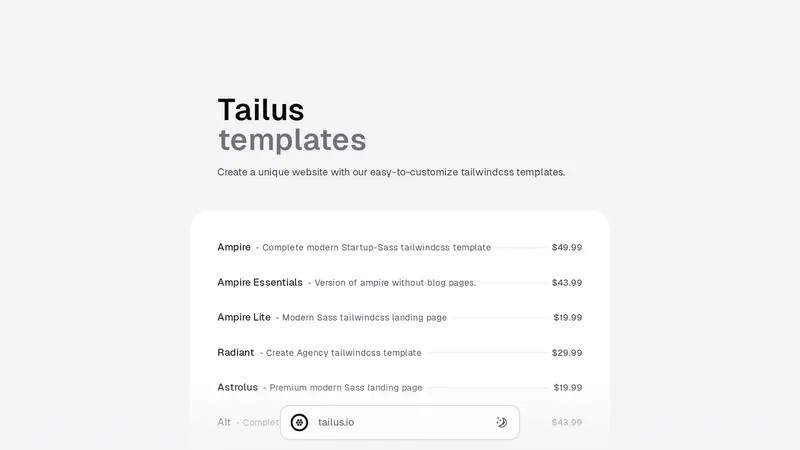 Tailus
templates
Create a unique website with our easy-to-customize tailwindcss templates.
Ampire - Complete modern Startup-Sass tailwindcss template $49.99
Ampire Essentials - Version of ampire without blog pages. $43.99
Ampire Lite - Modern Sass tailwindcss landing page $19.99
Radiant - Create Agency tailwindcss template $29.99
Astrolus - Premium modern Sass landing page $19.99
Alt - Complet $43.99
tailus.io